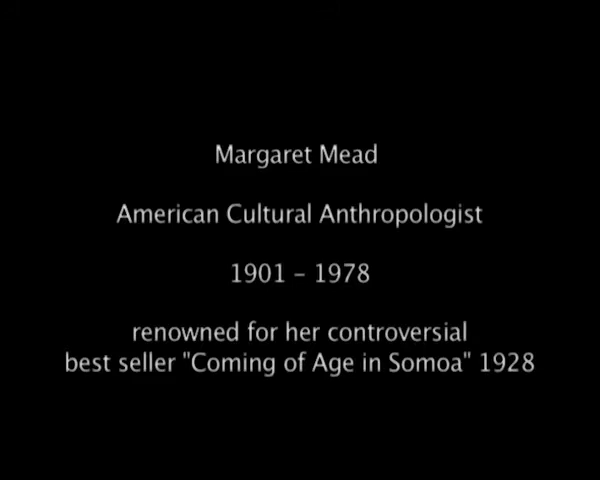 Margaret Mead
American Cultural Anthropologist
1901 – 1978
renowned for her controversial
best seller "Coming of Age in Somoa" 1928